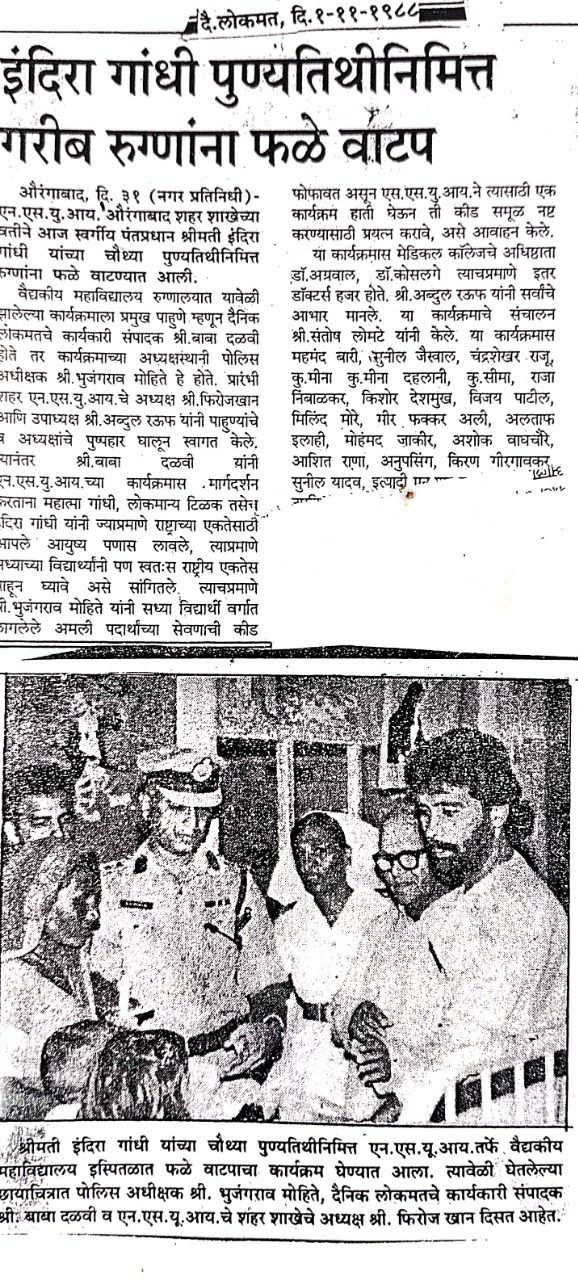 दै.लोकमत, दि.१-११-१९८८
इंदिरा गांधी पुण्यतिथीनिमित्त
गरीब रुग्णांना फळे वाटप
औरंगाबाद, दि. ३१ (नगर प्रतिनिधी)-
एन.एस.यु.आय. औरंगाबाद शहर शाखेच्या
वतीने आज स्वर्गीय पंतप्रधान श्रीमती इंदिरा
गांधी यांच्या चौथ्या पुण्यतिथीनिमित्त
रुग्णांना फळे वाटण्यात आली.
वैद्यकीय महाविद्यालय रुग्णालयात यावेळी
झालेल्या कार्यक्रमाला प्रमुख पाहुणे म्हणून दैनिक
लोकमतचे कार्यकारी संपादक श्री.बाबा दळवी
होते तर कार्यक्रमाच्या अध्यक्षस्थानी पोलिस
अधीक्षक श्री.भुजंगराव मोहिते हे होते. प्रारंभी
शहर एन.एस.यु.आय.चे अध्यक्ष श्री.फिरोजखान
आणि उपाध्यक्ष श्री.अब्दुल रऊफ यांनी पाहुण्यांचे
व अध्यक्षांचे पुष्पहार घालून स्वागत केले.
यानंतर श्री.बाबा दळवी यांनी
एन.एस.यु.आय.च्या कार्यक्रमास मार्गदर्शन
करताना महात्मा गांधी, लोकमान्य टिळक तसेच
इंदिरा गांधी यांनी ज्याप्रमाणे राष्ट्राच्या एकतेसाठी
आपले आयुष्य पणास लावले, त्याप्रमाणे
सध्याच्या विद्यार्थ्यांनी पण स्वतःस राष्ट्रीय एकतेस
वाहून घ्यावे असे सांगितले. त्याचप्रमाणे
श्री.भुजंगराव मोहिते यांनी सध्या विद्यार्थी वर्गात
लागलेले अमली पदार्थांच्या सेवणाची कीड
फोफावत असून एस.एस.यु.आय.ने त्यासाठी एक
कार्यक्रम हाती घेऊन ती कीड समूळ नष्ट
करण्यासाठी प्रयत्न करावे, असे आवाहन केले.
या कार्यक्रमास मेडिकल कॉलेजचे अधिष्ठाता
डॉ.अग्रवाल, डॉ.कोसलगे त्याचप्रमाणे इतर
डॉक्टर्स हजर होते. श्री.अब्दुल रऊफ यांनी सर्वांचे
आभार मानले. या कार्यक्रमाचे संचालन
श्री.संतोष लोमटे यांनी केले. या कार्यक्रमास
महमंद बारी, सुनील जैस्वाल, चंद्रशेखर राजू,
कु.मीना कु.मीना दहलानी, कु.सीमा, राजा
निंबाळकर, किशोर देशमुख, विजय पाटील,
मिलिंद मोरे, गीर फक्कर अली, अलताफ
इलाही, मोहंमद जाकीर, अशोक वाघचौरे,
आशित राणा, अनुपसिंग, किरण गीरगावकर
सुनील यादव, इत्यादी
श्रीमती इंदिरा गांधी यांच्या चौथ्या पुण्यतिथीनिमित्त एन.एस.यू.आय.तर्फे वैद्यकीय
महाविद्यालय इस्पितळात फळे वाटपाचा कार्यक्रम घेण्यात आला. त्यावेळी घेतलेल्या
छायाचित्रात पोलिस अधीक्षक श्री. भुजंगराव मोहिते, दैनिक लोकमतचे कार्यकारी संपादक
श्री. बाबा दळवी व एन.एस.यू.आय.चे शहर शाखेचे अध्यक्ष श्री. फिरोज खान दिसत आहेत.